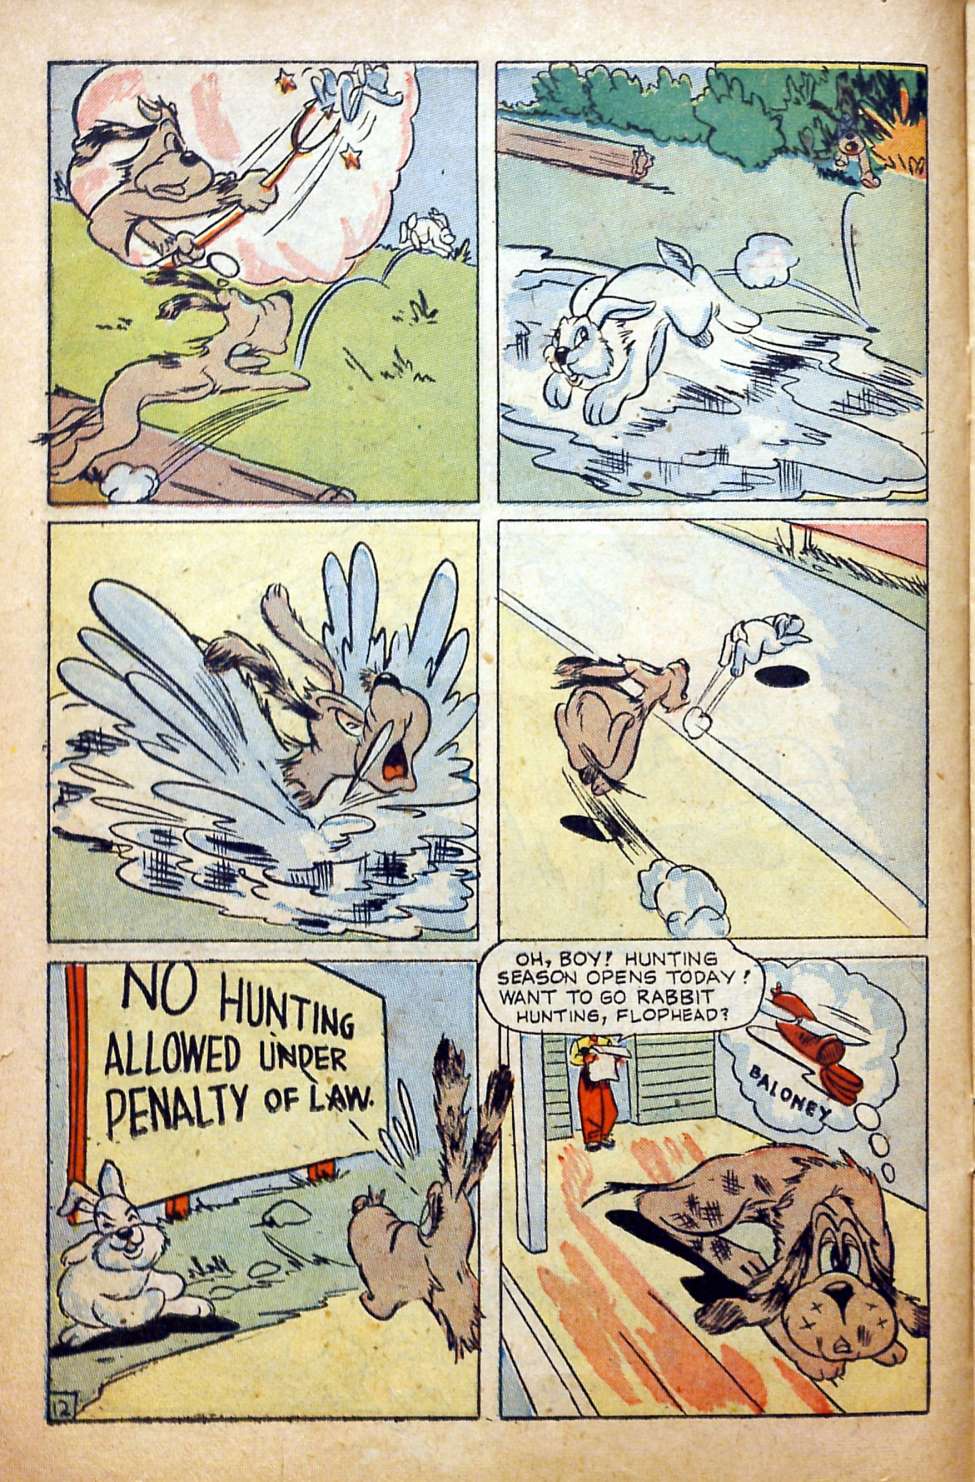 NO HUNTING
ALLOWED UNDER
PENALTY OF LAW.
12
OH, BOY! HUNTING
SEASON OPENS TODAY!
WANT TO GO RABBIT
HUNTING, FLOPHEAD?
BALONEY